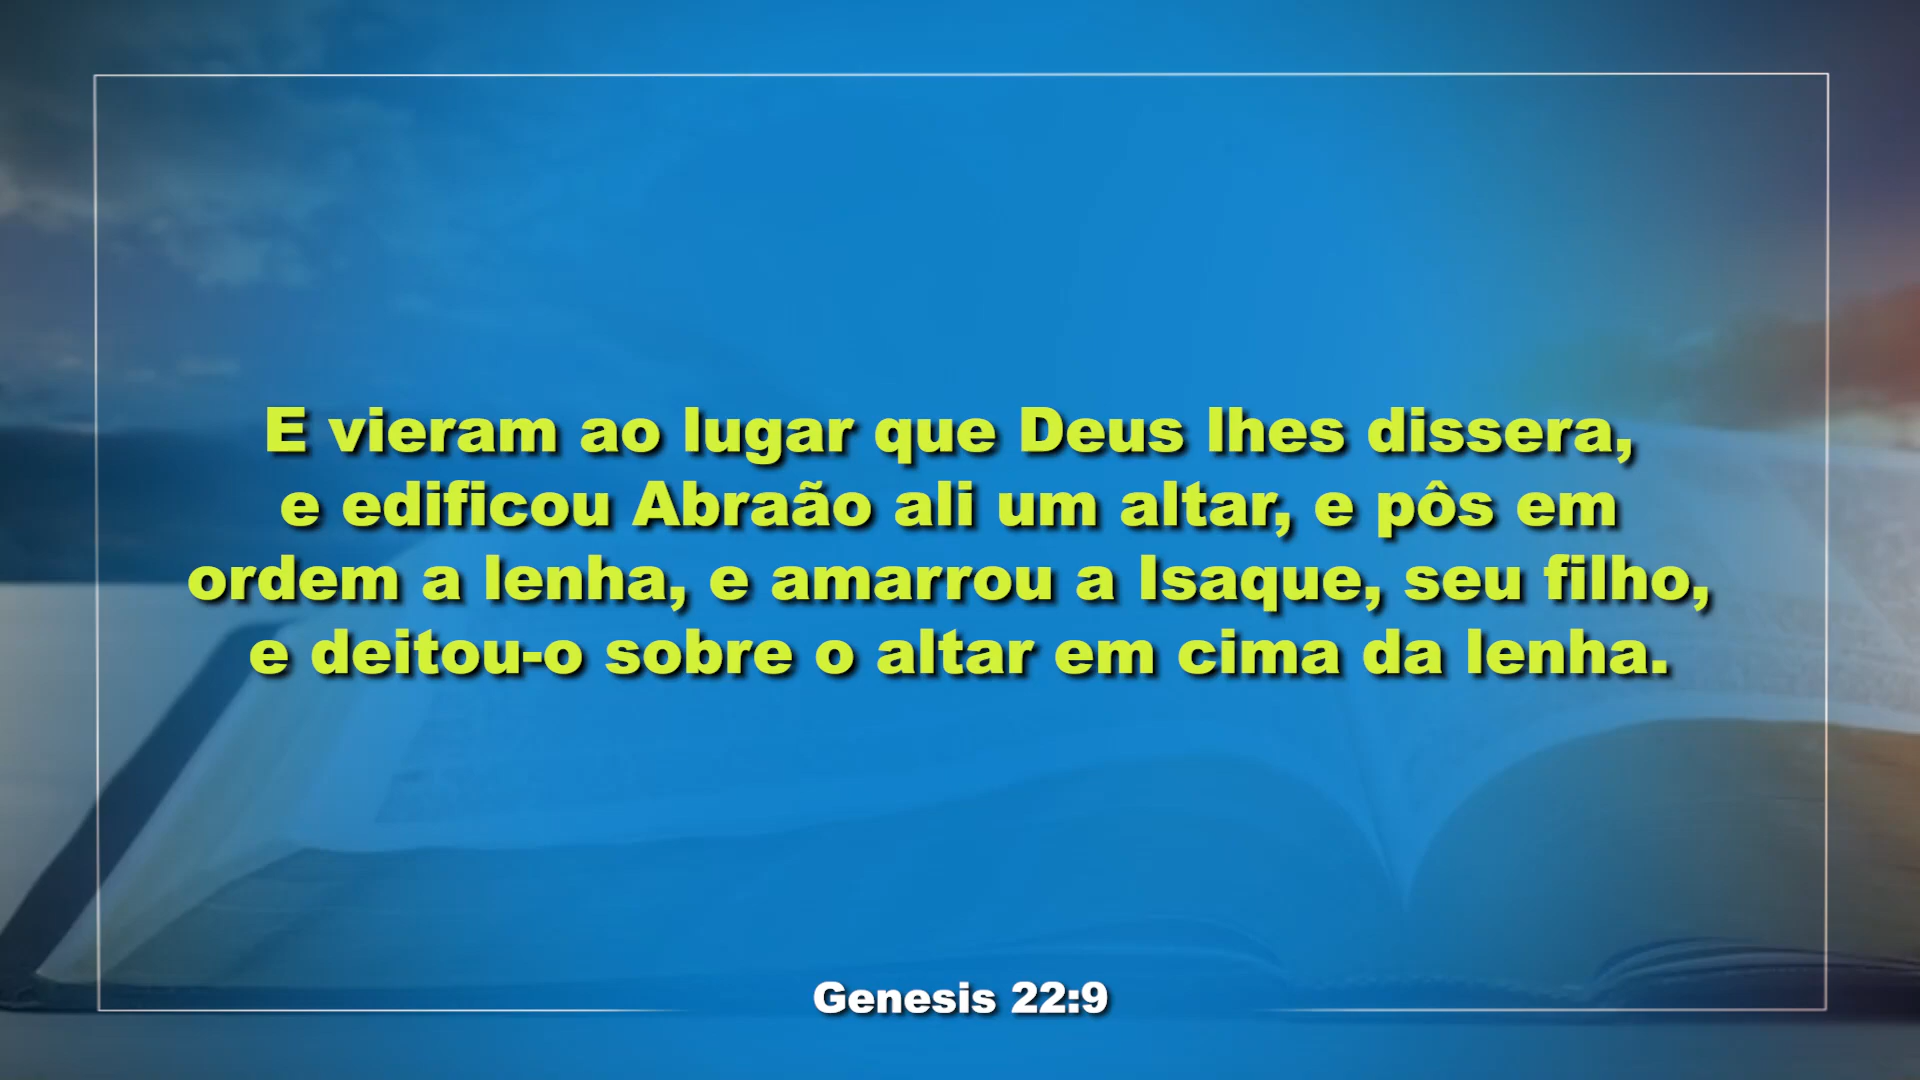 E vieram ao lugar que Deus lhes dissera,
e edificou Abraão ali um altar, e pôs em
ordem a lenha, e amarrou a Isaque, seu filho,
e deitou-o sobre o altar em cima da lenha.
Genesis 22:9